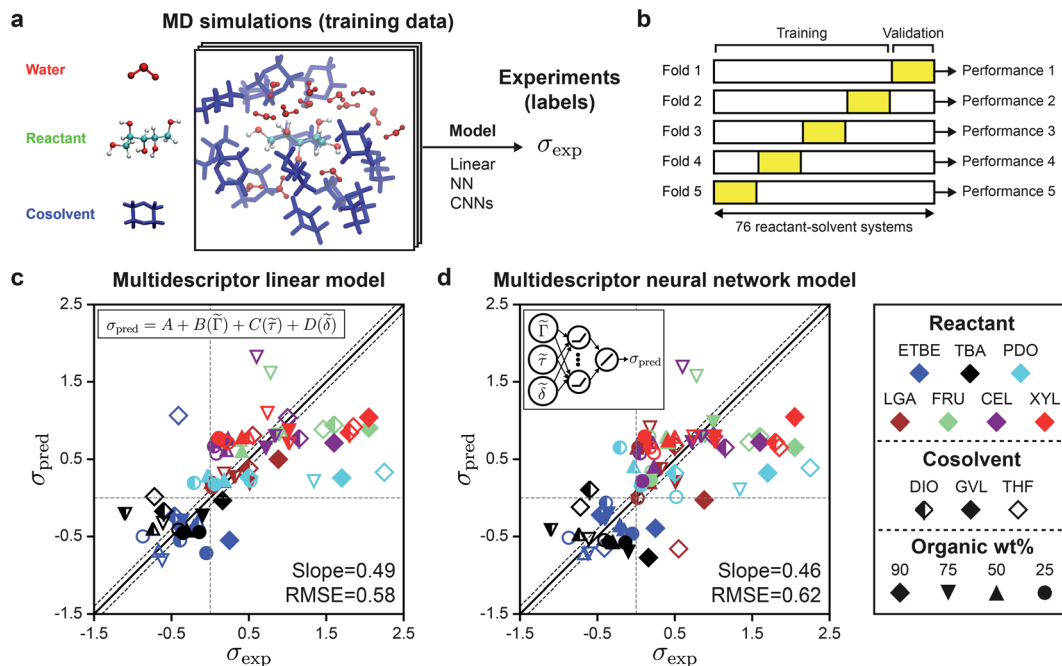 a
MD simulations (training data)
Water
Reactant
Cosolvent
Model
Linear
NN
CNNs
Experiments
(labels)
σexp
b
Training
Validation
Fold 1
Performance 1
Fold 2
Performance 2
Fold 3
Performance 3
Fold 4
Performance 4
Fold 5
Performance 5
76 reactant-solvent systems
c
Multidescriptor linear model
σpred = A + B(Γ̃) + C(τ̃) + D(δ̃)
2.5
1.5
0.5
-0.5
-1.5
-1.5
-0.5
0.5
1.5
2.5
σpred
σexp
Slope=0.49
RMSE=0.58
d
Multidescriptor neural network model
Γ̃
τ̃
δ̃
σpred
2.5
1.5
0.5
-0.5
-1.5
-1.5
-0.5
0.5
1.5
2.5
σpred
σexp
Slope=0.46
RMSE=0.62
Reactant
ETBE TBA PDO
LGA FRU CEL XYL
Cosolvent
DIO GVL THF
Organic wt%
90 75 50 25